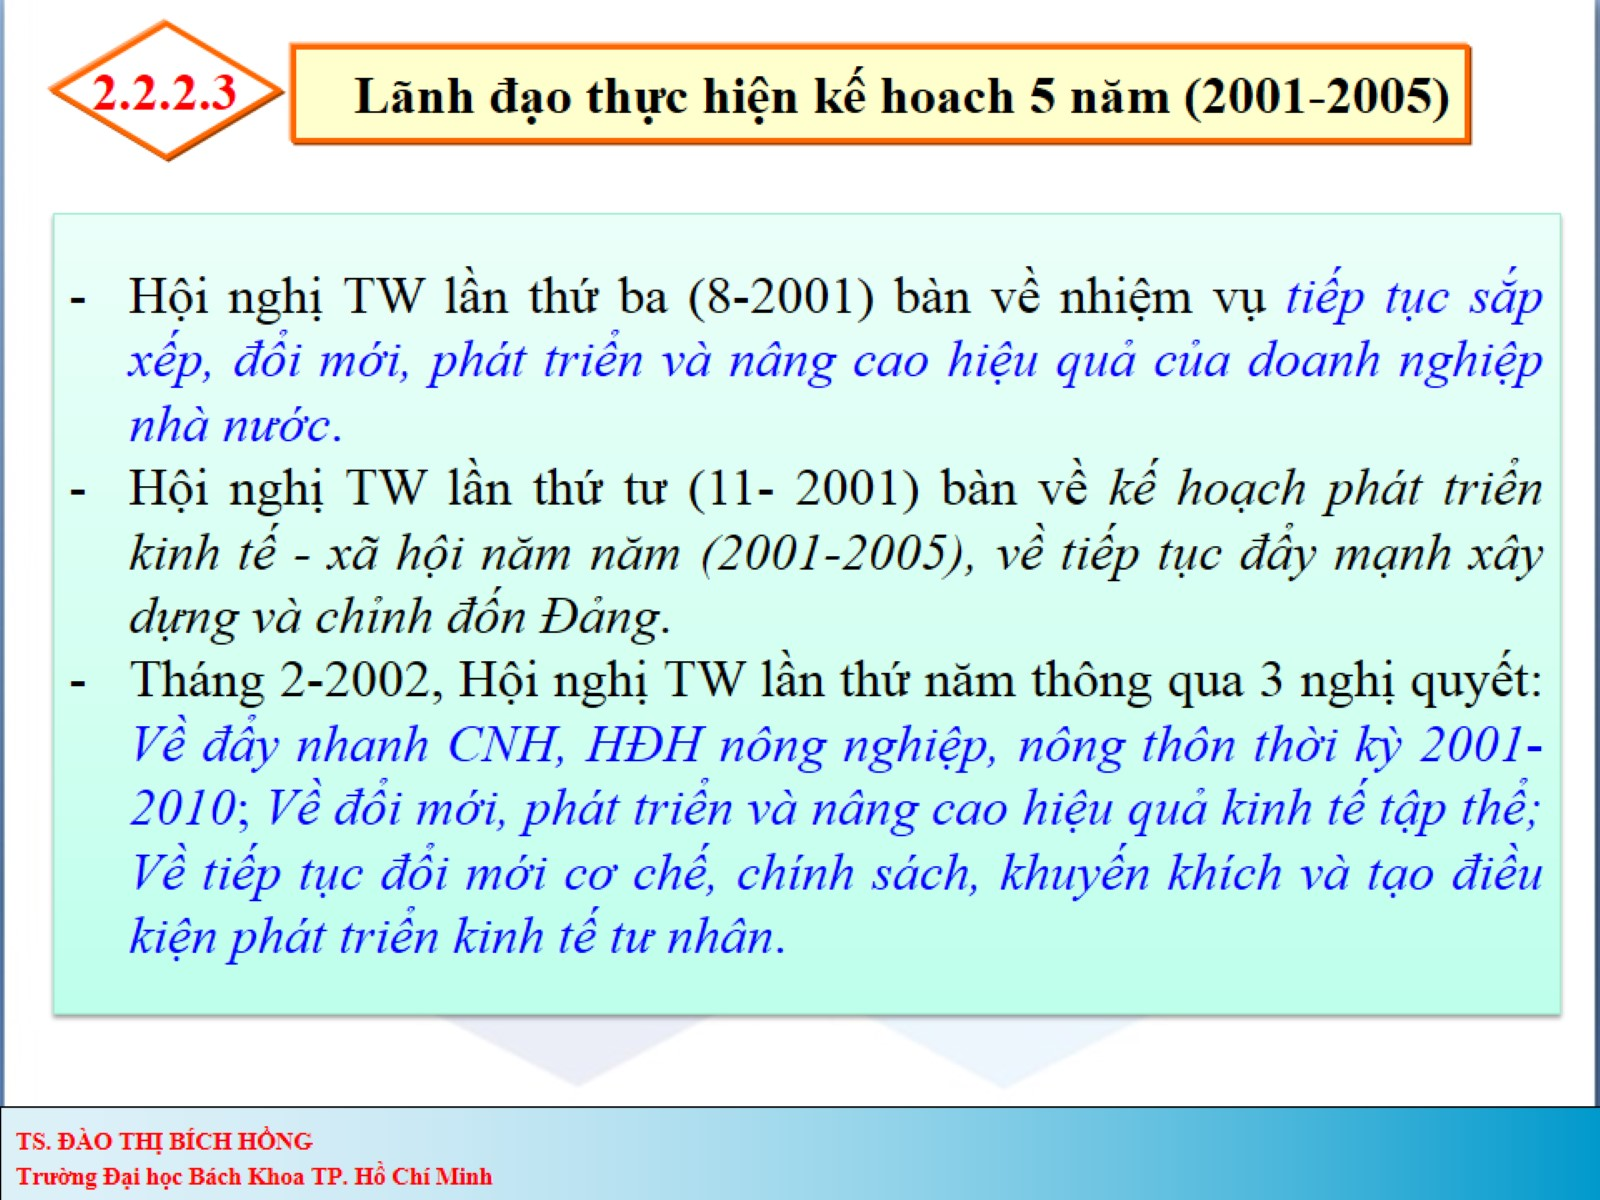 2.2.2.3
Lãnh đạo thực hiện kế hoach 5 năm (2001-2005)
- Hội nghị TW lần thứ ba (8-2001) bàn về nhiệm vụ tiếp tục sắp
xếp, đổi mới, phát triển và nâng cao hiệu quả của doanh nghiệp
nhà nước.
- Hội nghị TW lần thứ tư (11- 2001) bàn về kế hoạch phát triển
kinh tế - xã hội năm năm (2001-2005), về tiếp tục đẩy mạnh xây
dựng và chỉnh đốn Đảng.
- Tháng 2-2002, Hội nghị TW lần thứ năm thông qua 3 nghị quyết:
Về đẩy nhanh CNH, HĐH nông nghiệp, nông thôn thời kỳ 2001-
2010; Về đổi mới, phát triển và nâng cao hiệu quả kinh tế tập thể;
Về tiếp tục đổi mới cơ chế, chính sách, khuyến khích và tạo điều
kiện phát triển kinh tế tư nhân.
TS. ĐÀO THỊ BÍCH HỒNG
Trường Đại học Bách Khoa TP. Hồ Chí Minh